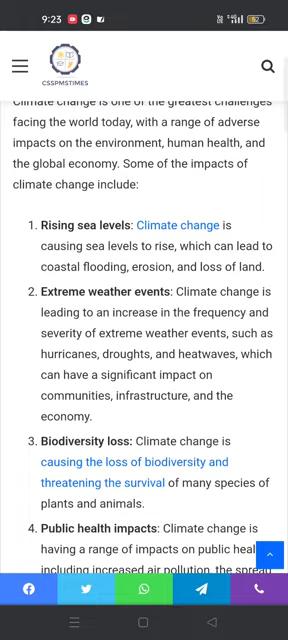 9:23
52
CSSPMSTIMES
Climate change is one of the greatest challenges
facing the world today, with a range of adverse
impacts on the environment, human health, and
the global economy. Some of the impacts of
climate change include:
1. Rising sea levels: Climate change is
causing sea levels to rise, which can lead to
coastal flooding, erosion, and loss of land.
2. Extreme weather events: Climate change is
leading to an increase in the frequency and
severity of extreme weather events, such as
hurricanes, droughts, and heatwaves, which
can have a significant impact on
communities, infrastructure, and the
economy.
3. Biodiversity loss: Climate change is
causing the loss of biodiversity and
threatening the survival of many species of
plants and animals.
4. Public health impacts: Climate change is
having a range of impacts on public
including increased air pollution, the spread